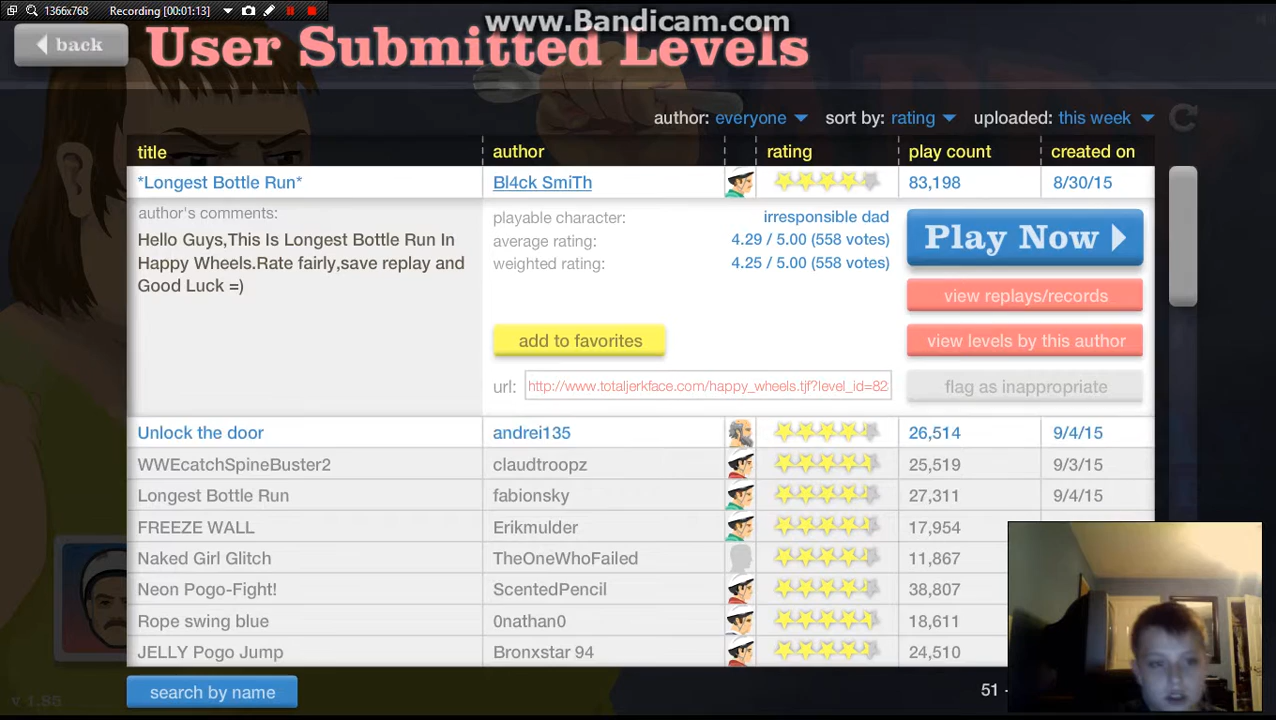 1366x768 Recording [00:01:13]
www.Bandicam.com
back User Submitted Levels
author: everyone sort by: rating uploaded: this week
title author rating play count created on
*Longest Bottle Run* Bl4ck SmiTh 83,198 8/30/15
author's comments:
Hello Guys,This Is Longest Bottle Run In
Happy Wheels.Rate fairly,save replay and
Good Luck =)
playable character: irresponsible dad
average rating: 4.29 / 5.00 (558 votes)
weighted rating: 4.25 / 5.00 (558 votes)
add to favorites
url: http://www.totaljerkface.com/happy_wheels.tjf?level_id=82
Play Now
view replays/records
view levels by this author
flag as inappropriate
Unlock the door andrei135 26,514 9/4/15
WWEcatchSpineBuster2 claudtroopz 25,519 9/3/15
Longest Bottle Run fabionsky 27,311 9/4/15
FREEZE WALL Erikmulder 17,954
Naked Girl Glitch TheOneWhoFailed 11,867
Neon Pogo-Fight! ScentedPencil 38,807
Rope swing blue 0nathan0 18,611
JELLY Pogo Jump Bronxstar 94 24,510
search by name 51 -
v 1.85